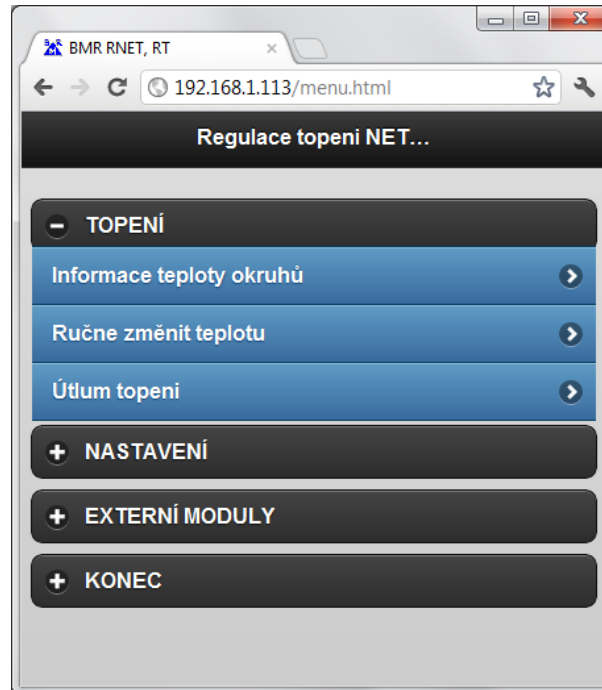 BMR RNET, RT
192.168.1.113/menu.html
Regulace topeni NET...
TOPENÍ
Informace teploty okruhů
Ručne změnit teplotu
Útlum topeni
NASTAVENÍ
EXTERNÍ MODULY
KONEC